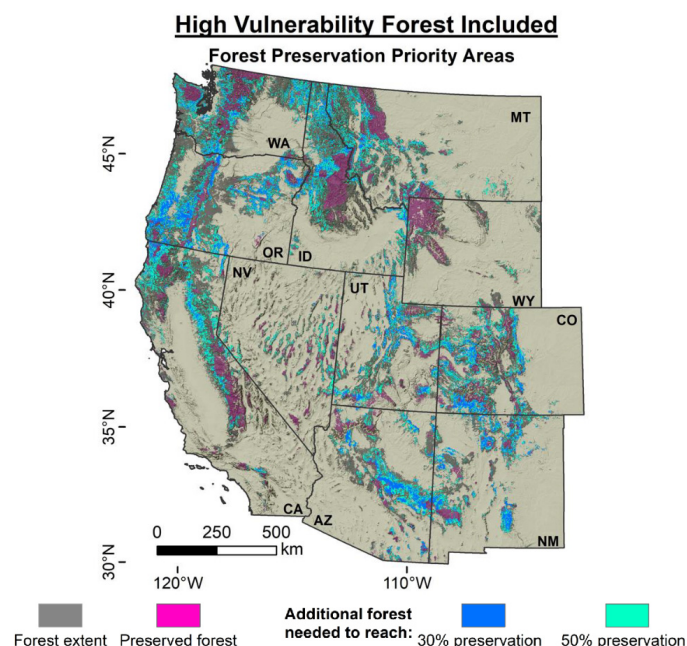 High Vulnerability Forest Included
Forest Preservation Priority Areas
MT
45°N
WA
OR
ID
NV
UT
WY
40°N
CO
35°N
CA
AZ
NM
0 250 500
km
30°N
120°W 110°W
Forest extent
Preserved forest
Additional forest
needed to reach:
30% preservation
50% preservation